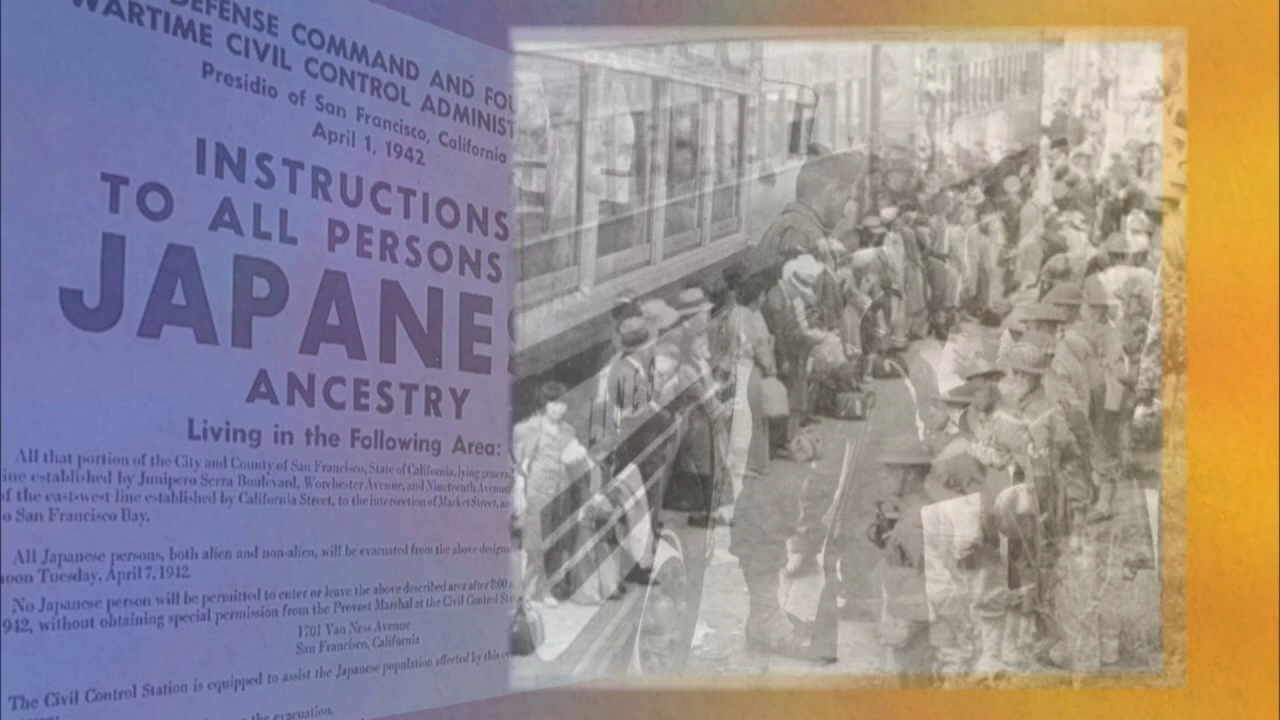 DEFENSE COMMAND AND
WARTIME CIVIL CONTROL ADMINIST
Presidio of San Francisco, California
April 1, 1942
INSTRUCTIONS
TO ALL PERSONS
JAPANE
ANCESTRY
Living in the Following Area:
All that portion of the City and County of San Francisco, State of California, lying
established by Junipero Serra Boulevard, Worchester Avenue, and Nineteenth Avenue
of the east-west line established by California Street, to the intersection of Market Street,
San Francisco Bay.
All Japanese persons, both alien and non-alien, will be evacuated from the above
noon Tuesday, April 7, 1942.
No Japanese person will be permitted to enter or leave the above described area after 8:00
1942, without obtaining special permission from the Provost Marshal at the Civil Control
1701 Van Ness Avenue
San Francisco, California
The Civil Control Station is equipped to assist the Japanese population affected by this
the evacuation.